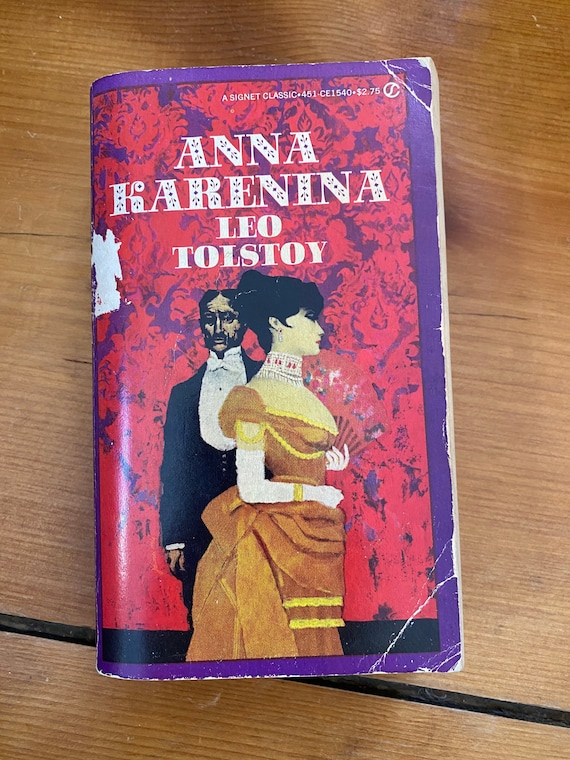 A SIGNET CLASSIC•451-CE1540•$2.75
ANNA
KARENINA
LEO
TOLSTOY